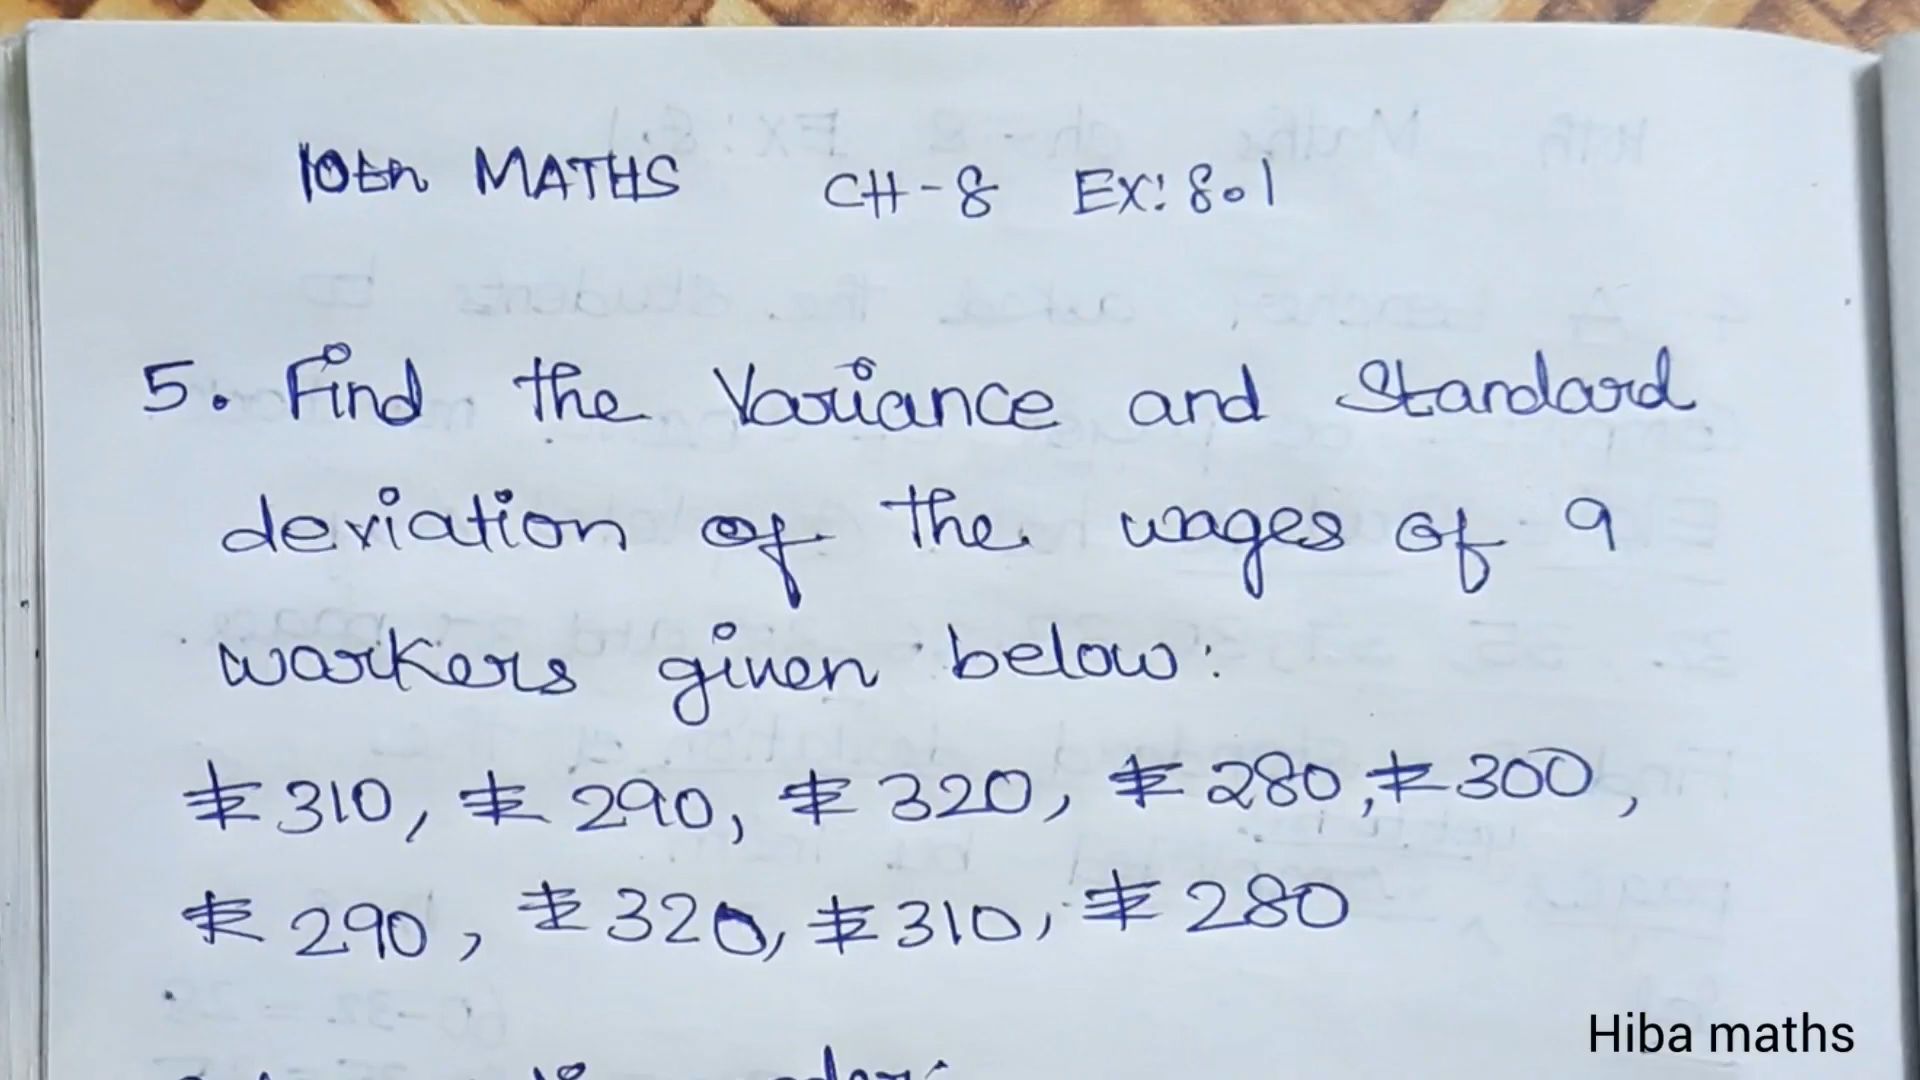 10th MATHS CH-8 EX: 8.1
5. Find the Variance and Standard
deviation of the wages of 9
workers given below:
₹310, ₹290, ₹320, ₹280, ₹300,
₹290, ₹320, ₹310, ₹280
Hiba maths